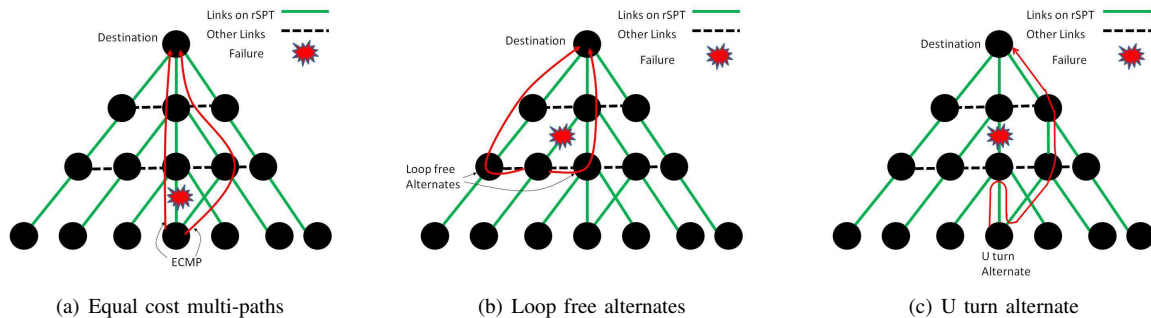 Links on rSPT
Destination
Other Links
Failure
ECMP
(a) Equal cost multi-paths
Links on rSPT
Destination
Other Links
Failure
Loop free
Alternates
(b) Loop free alternates
Links on rSPT
Other Links
Destination
Failure
U turn
Alternate
(c) U turn alternate